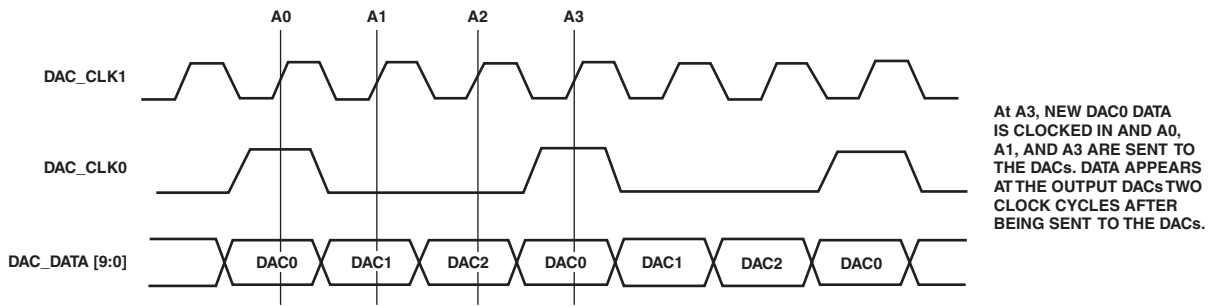 A0 A1 A2 A3
DAC_CLK1
DAC_CLK0
DAC_DATA [9:0]
DAC0 DAC1 DAC2 DAC0 DAC1 DAC2 DAC0
At A3, NEW DAC0 DATA
IS CLOCKED IN AND A0,
A1, AND A3 ARE SENT TO
THE DACs. DATA APPEARS
AT THE OUTPUT DACs TWO
CLOCK CYCLES AFTER
BEING SENT TO THE DACs.